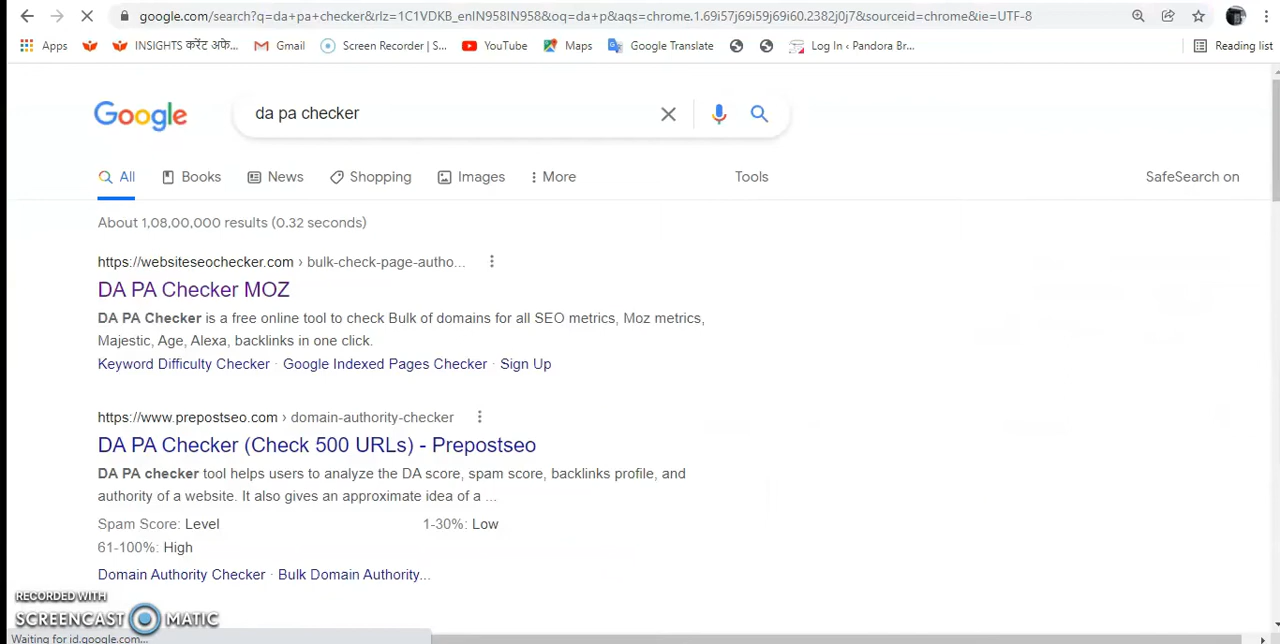 google.com/search?q=da+pa+checker&rlz=1C1VDKB_enIN958IN958&oq=da+p&aqs=chrome.1.69i57j69i59j69i60.2382j0j7&sourceid=chrome&ie=UTF-8
Apps INSIGHTS करेंट अफे... Gmail Screen Recorder | S... YouTube Maps Google Translate Log In ‹ Pandora Br... Reading list
Google da pa checker
All Books News Shopping Images More Tools SafeSearch on
About 1,08,00,000 results (0.32 seconds)
https://websiteseochecker.com › bulk-check-page-autho...
DA PA Checker MOZ
DA PA Checker is a free online tool to check Bulk of domains for all SEO metrics, Moz metrics,
Majestic, Age, Alexa, backlinks in one click.
Keyword Difficulty Checker · Google Indexed Pages Checker · Sign Up
https://www.prepostseo.com › domain-authority-checker
DA PA Checker (Check 500 URLs) - Prepostseo
DA PA checker tool helps users to analyze the DA score, spam score, backlinks profile, and
authority of a website. It also gives an approximate idea of a ...
Spam Score: Level 1-30%: Low
61-100%: High
Domain Authority Checker · Bulk Domain Authority...
RECORDED WITH
SCREENCAST MATIC
Waiting for id.google.com...